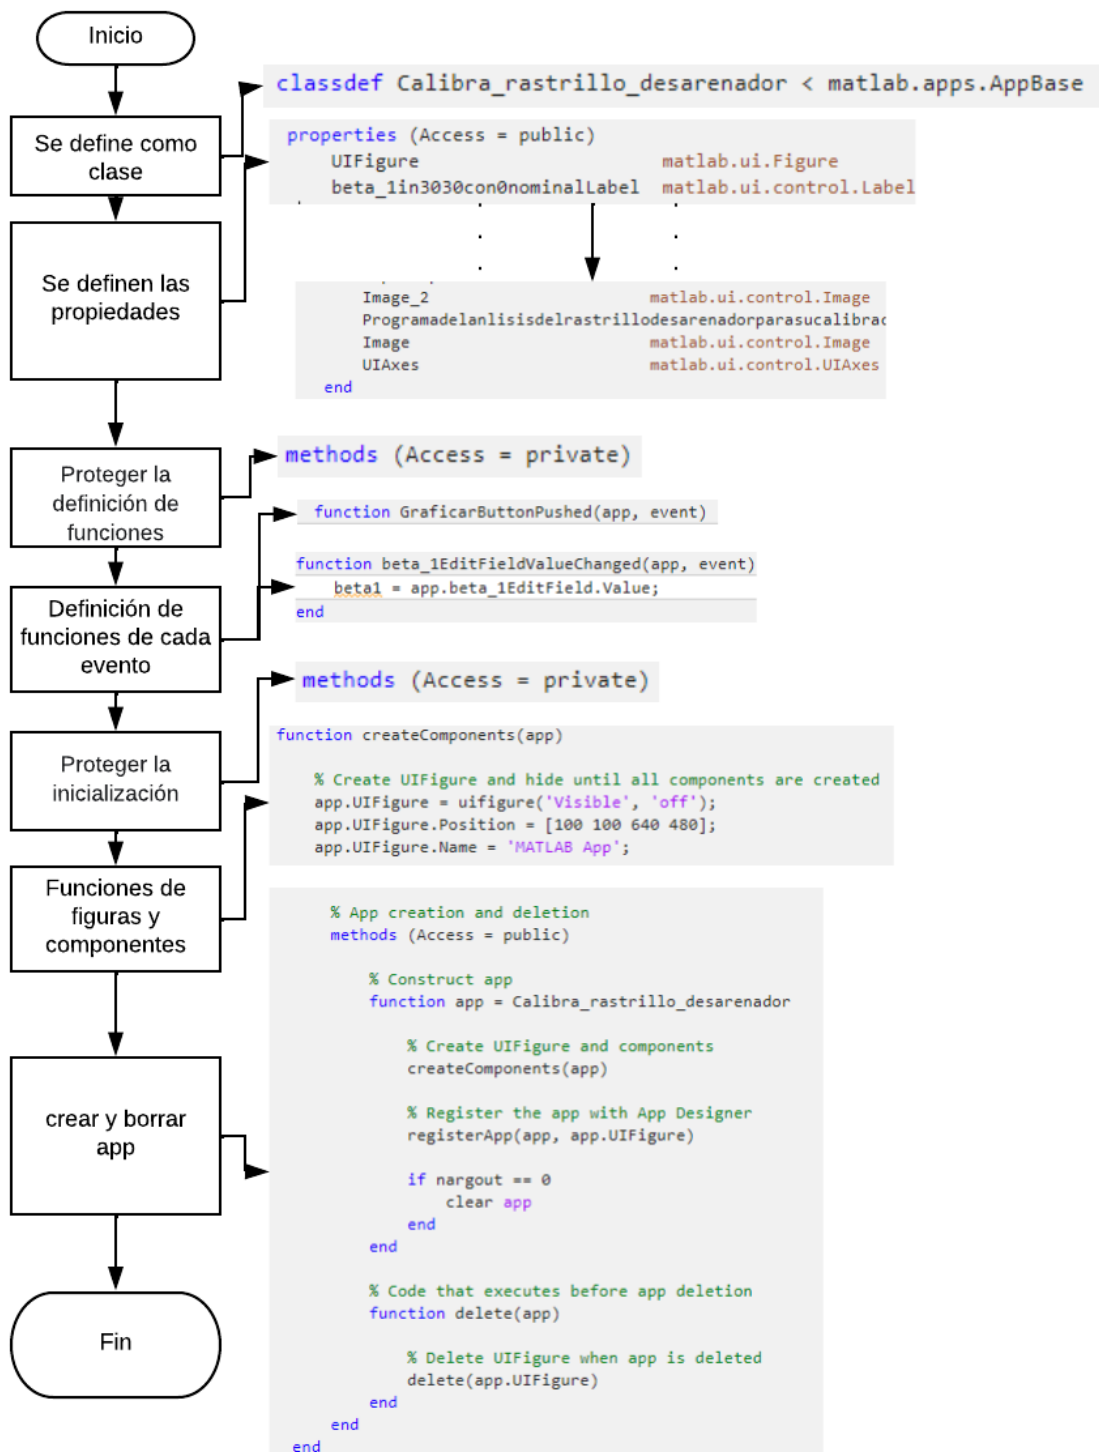 Inicio
classdef Calibra_rastrillo_desarenador < matlab.apps.AppBase
Se define como
clase
properties (Access = public)
UIFigure matlab.ui.Figure
beta_1in3030con0nominalLabel matlab.ui.control.Label
. .
. .
. .
Se definen las
propiedades
Image_2 matlab.ui.control.Image
Programadelanlisisdelrastrillodesarenadorparasucalibrac
Image matlab.ui.control.Image
UIAxes matlab.ui.control.UIAxes
end
Proteger la
definición de
funciones
methods (Access = private)
Definición de
funciones de cada
evento
function GraficarButtonPushed(app, event)
function beta_1EditFieldValueChanged(app, event)
beta1 = app.beta_1EditField.Value;
end
Proteger la
inicialización
methods (Access = private)
Funciones de
figuras y
componentes
function createComponents(app)
% Create UIFigure and hide until all components are created
app.UIFigure = uifigure('Visible', 'off');
app.UIFigure.Position = [100 100 640 480];
app.UIFigure.Name = 'MATLAB App';
crear y borrar
app
% App creation and deletion
methods (Access = public)
% Construct app
function app = Calibra_rastrillo_desarenador
% Create UIFigure and components
createComponents(app)
% Register the app with App Designer
registerApp(app, app.UIFigure)
if nargout == 0
clear app
end
end
% Code that executes before app deletion
function delete(app)
% Delete UIFigure when app is deleted
delete(app.UIFigure)
end
end
end
Fin